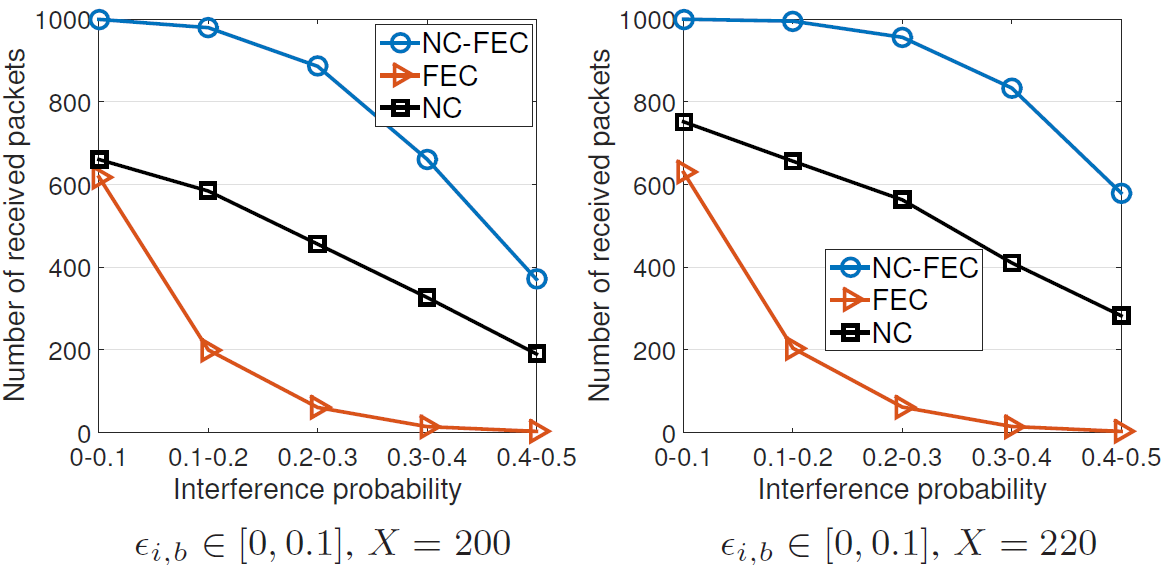 Number of received packets
1000
800
600
400
200
0
NC-FEC
FEC
NC
0-0.1 0.1-0.2 0.2-0.3 0.3-0.4 0.4-0.5
Interference probability
ϵ_{i,b} ∈ [0, 0.1], X = 200
Number of received packets
1000
800
600
400
200
0
NC-FEC
FEC
NC
0-0.1 0.1-0.2 0.2-0.3 0.3-0.4 0.4-0.5
Interference probability
ϵ_{i,b} ∈ [0, 0.1], X = 220